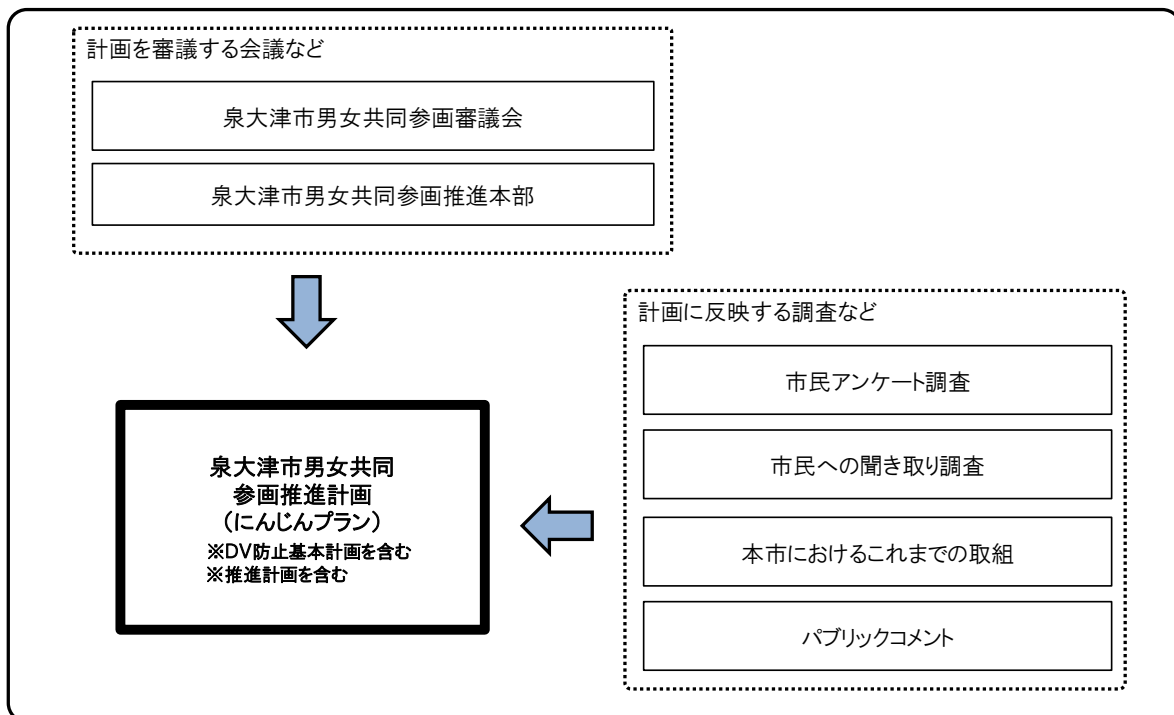 計画を審議する会議など
泉大津市男女共同参画審議会
泉大津市男女共同参画推進本部
計画に反映する調査など
市民アンケート調査
市民への聞き取り調査
本市におけるこれまでの取組
パブリックコメント
泉大津市男女共同
参画推進計画
(にんじんプラン)
※DV防止基本計画を含む
※推進計画を含む